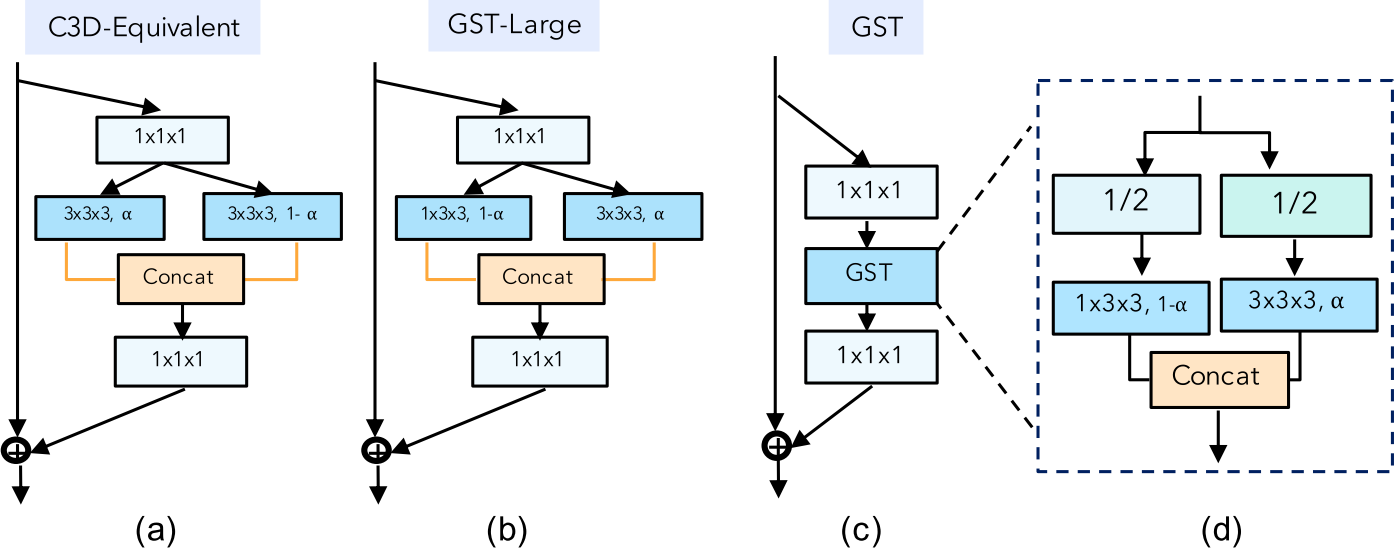 C3D-Equivalent
1x1x1
3x3x3, α
3x3x3, 1- α
Concat
1x1x1
(a)
GST-Large
1x1x1
1x3x3, 1-α
3x3x3, α
Concat
1x1x1
(b)
GST
1x1x1
GST
1x1x1
(c)
1/2
1/2
1x3x3, 1-α
3x3x3, α
Concat
(d)